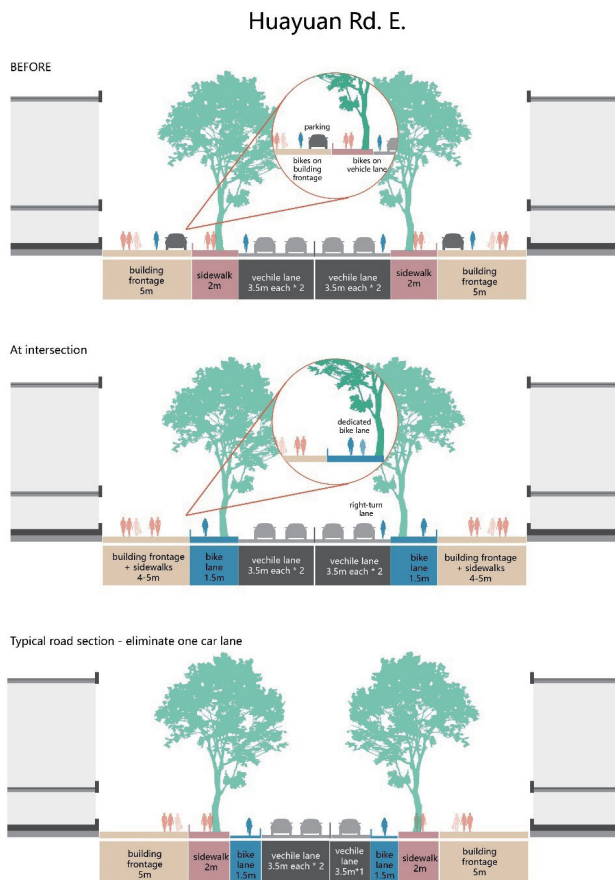 Huayuan Rd. E.
BEFORE
parking
bikes on
building
frontage
bikes on
vehicle lane
building
frontage
5m
sidewalk
2m
vechile lane
3.5m each * 2
vechile lane
3.5m each * 2
sidewalk
2m
building
frontage
5m
At intersection
dedicated
bike lane
right-turn
lane
building frontage
+ sidewalks
4-5m
bike
lane
1.5m
vechile lane
3.5m each * 2
vechile lane
3.5m each * 2
bike
lane
1.5m
building frontage
+ sidewalks
4-5m
Typical road section - eliminate one car lane
building
frontage
5m
sidewalk
2m
bike
lane
1.5m
vechile lane
3.5m each * 2
vechile
lane
3.5m*1
bike
lane
1.5m
sidewalk
2m
building
frontage
5m